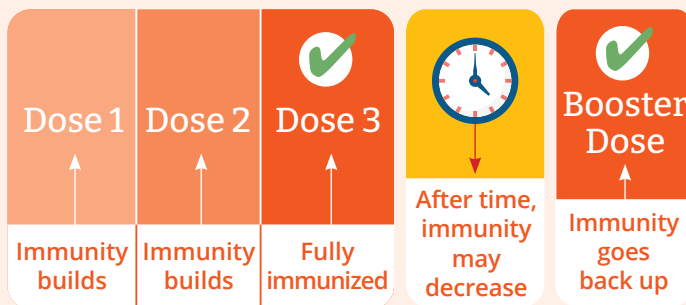 Dose 1
Immunity
builds
Dose 2
Immunity
builds
Dose 3
Fully
immunized
After time,
immunity
may
decrease
Booster
Dose
Immunity
goes
back up